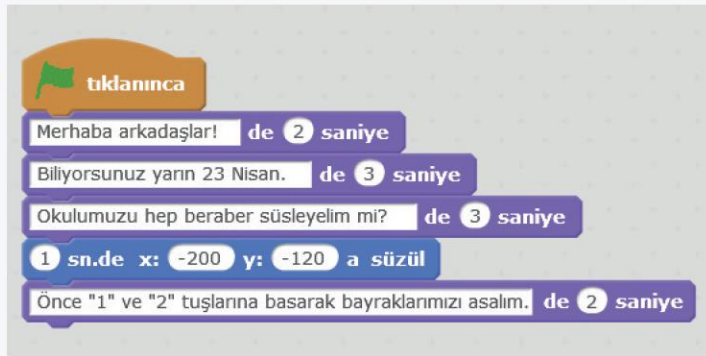 tıklanınca
Merhaba arkadaşlar! de 2 saniye
Biliyorsunuz yarın 23 Nisan. de 3 saniye
Okulumuzu hep beraber süsleyelim mi? de 3 saniye
1 sn.de x: -200 y: -120 a süzül
Önce "1" ve "2" tuşlarına basarak bayraklarımızı asalım. de 2 saniye